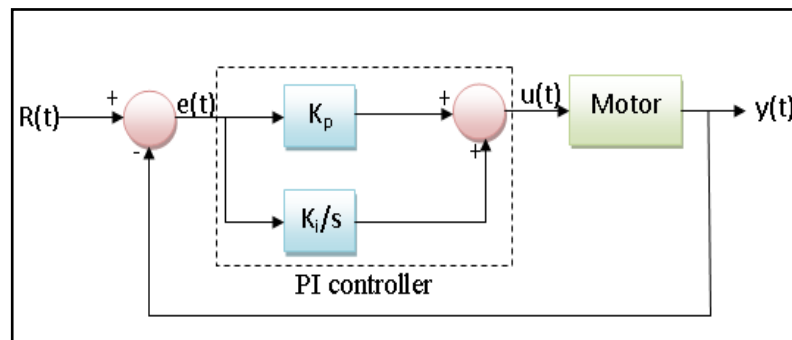 R(t)
+
-
e(t)
Kₚ
Kᵢ/s
+
+
u(t)
Motor
y(t)
PI controller